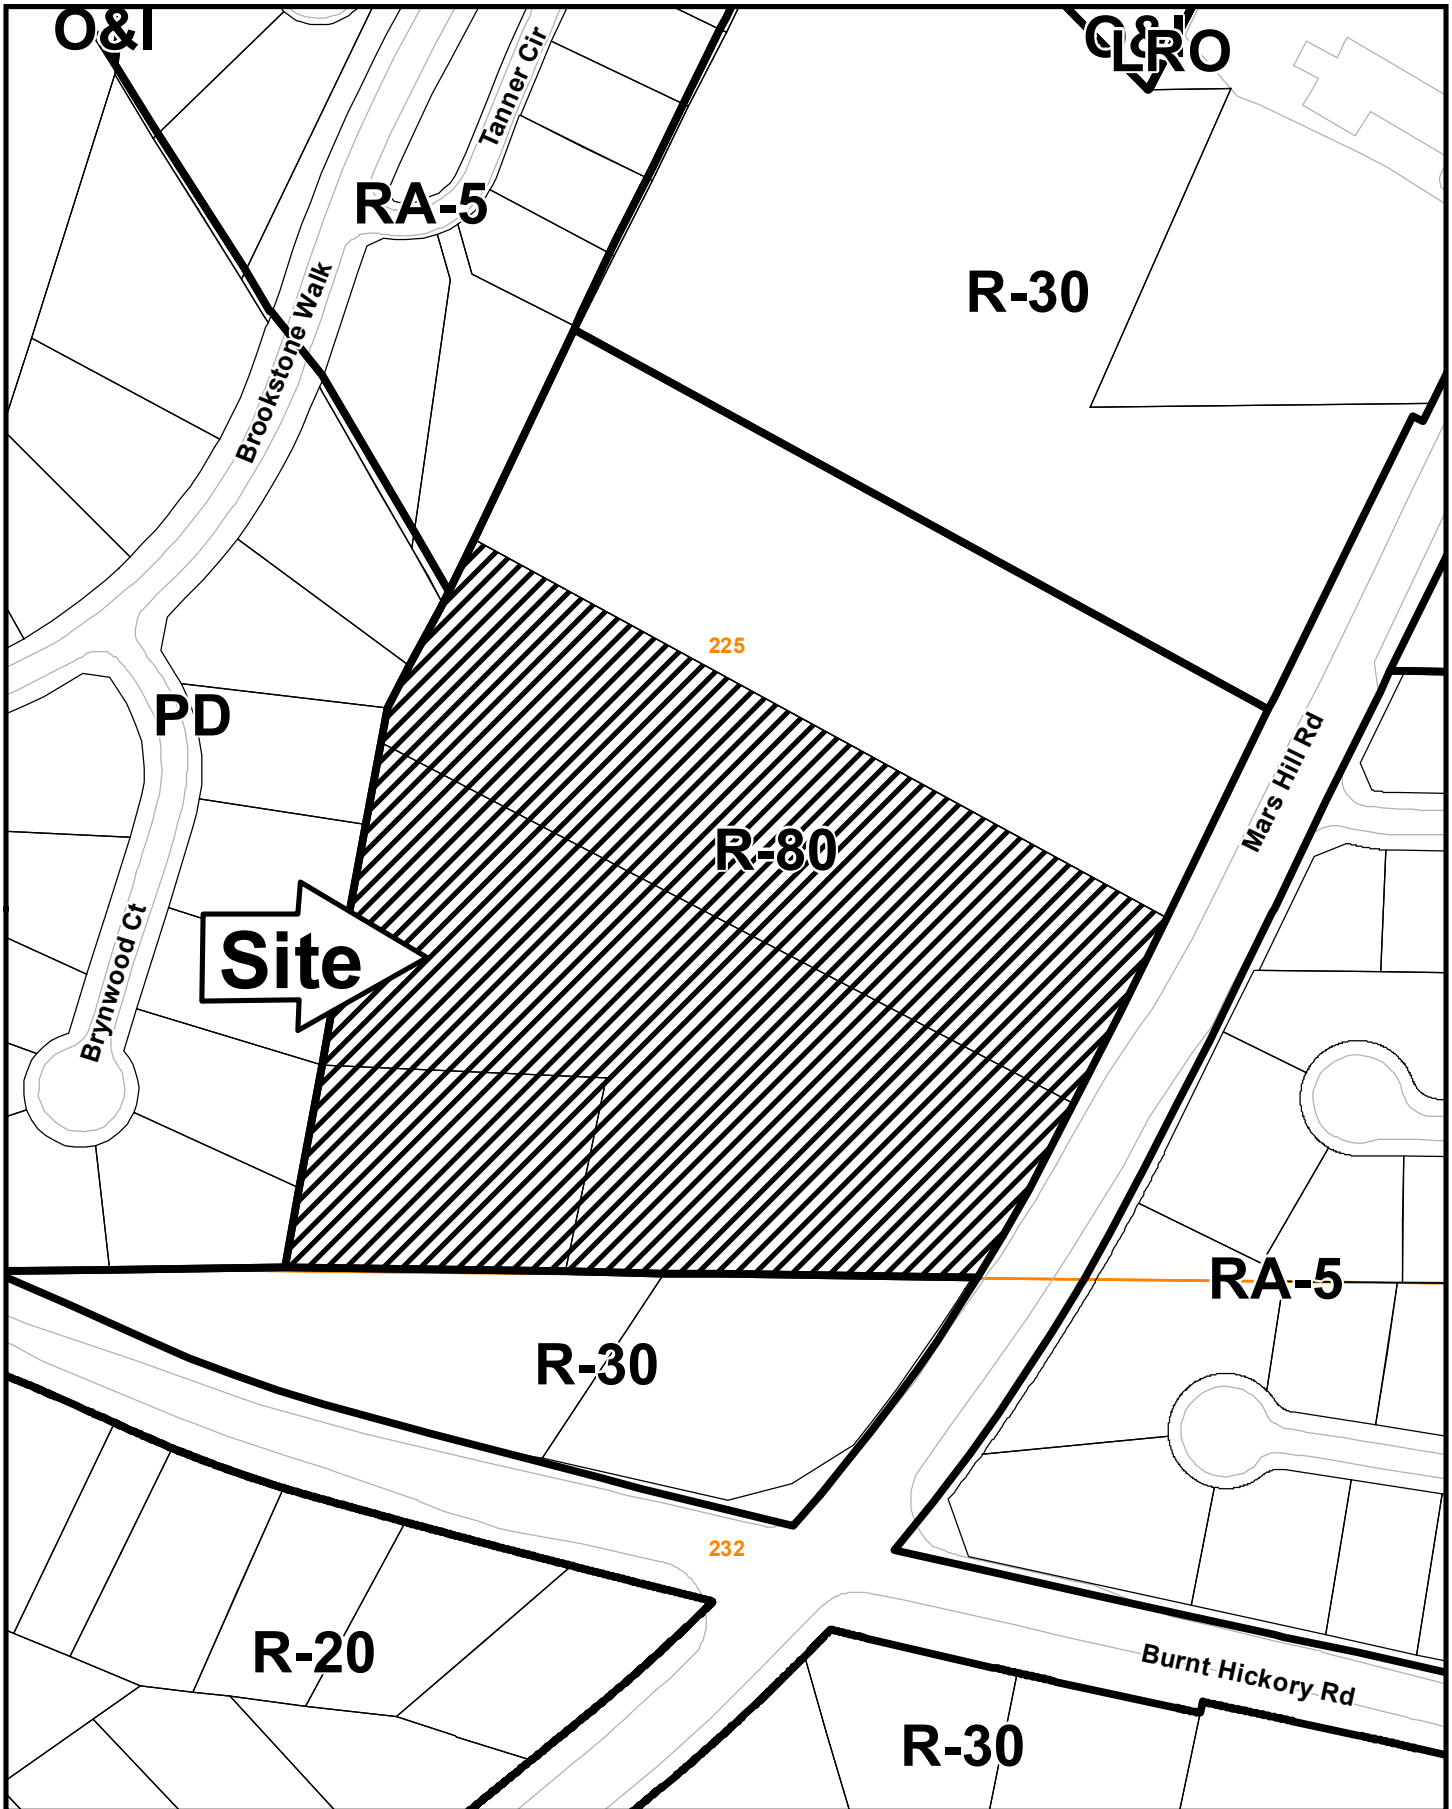 O&I
O&I
LRO
Tanner Cir
RA-5
R-30
Brookstone Walk
225
PD
Mars Hill Rd
R-80
Site
Brynwood Ct
RA-5
R-30
232
R-20
Burnt Hickory Rd
R-30